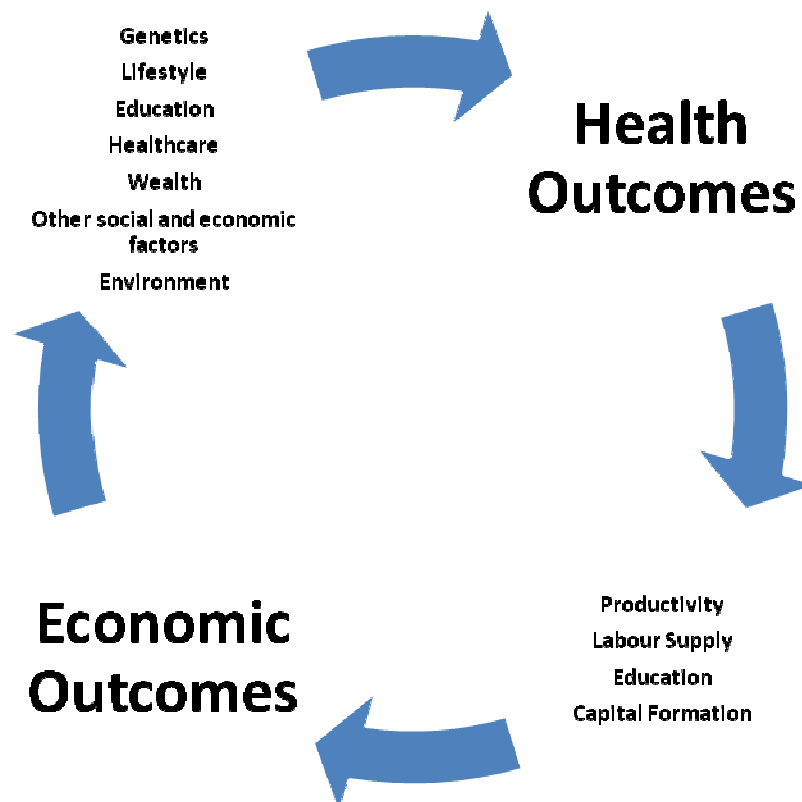 Genetics
Lifestyle
Education
Healthcare
Wealth
Other social and economic
factors
Environment
Health
Outcomes
Economic
Outcomes
Productivity
Labour Supply
Education
Capital Formation